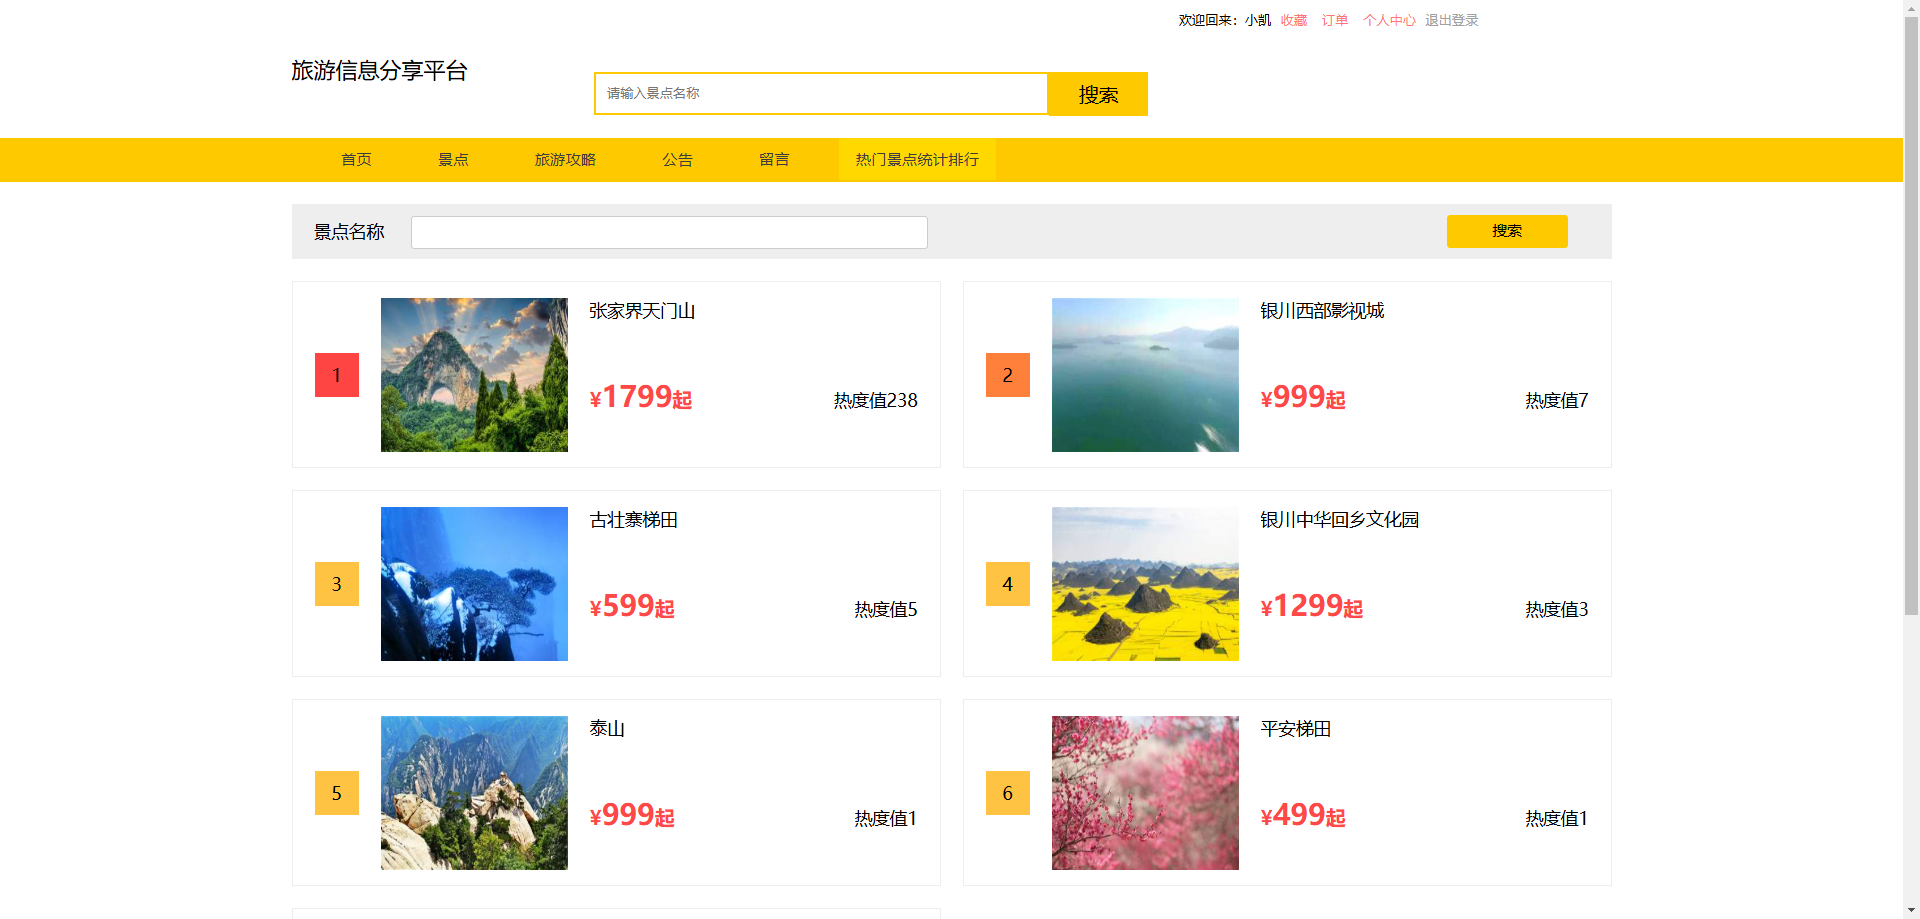 欢迎回来：小凯 收藏 订单 个人中心 退出登录
旅游信息分享平台
请输入景点名称 搜索
首页 景点 旅游攻略 公告 留言 热门景点统计排行
景点名称 搜索
1 张家界天门山
¥1799起 热度值238
2 银川西部影视城
¥999起 热度值7
3 古壮寨梯田
¥599起 热度值5
4 银川中华回乡文化园
¥1299起 热度值3
5 泰山
¥999起 热度值1
6 平安梯田
¥499起 热度值1